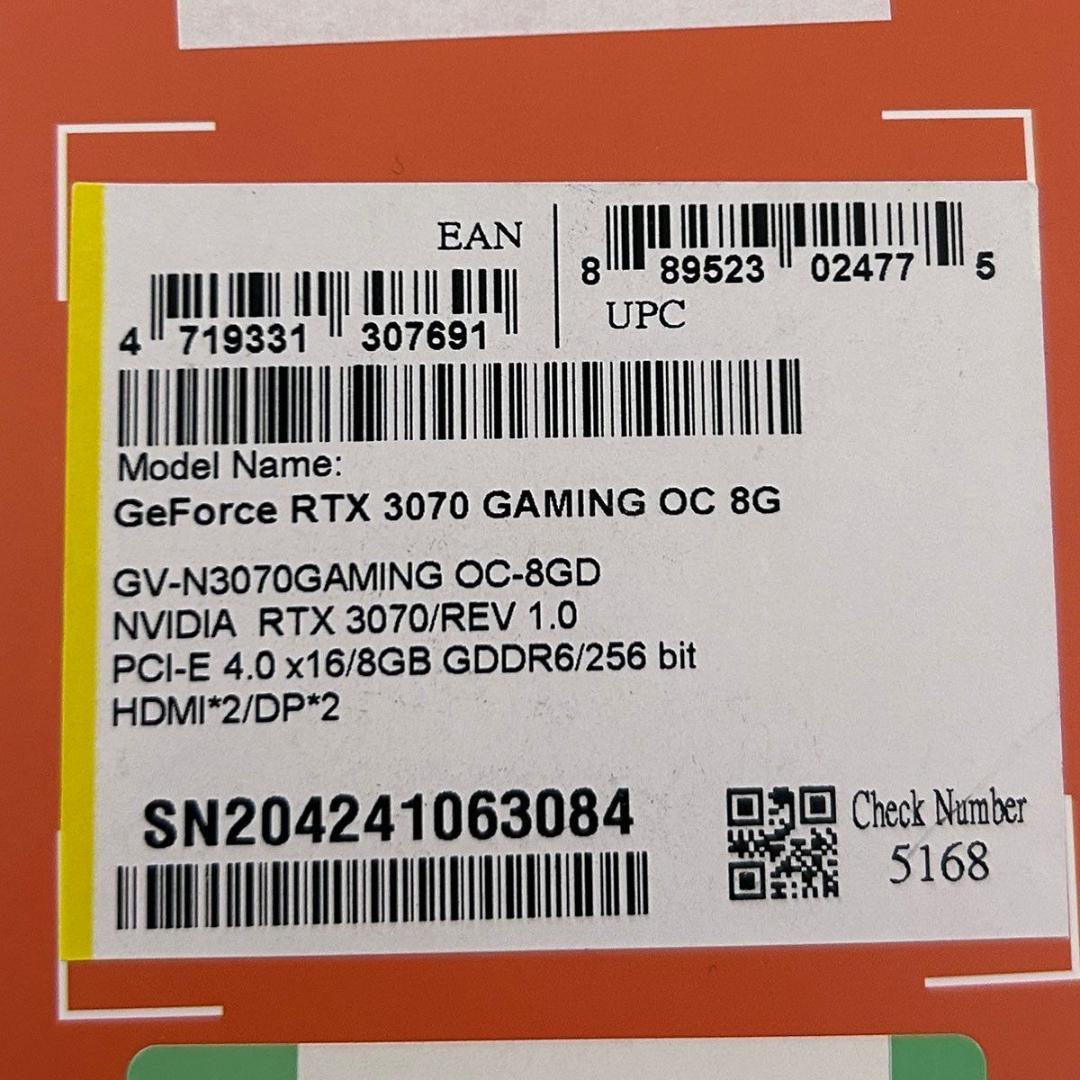 EAN
4 719331 307691
8 89523 02477 5
UPC
Model Name:
GeForce RTX 3070 GAMING OC 8G
GV-N3070GAMING OC-8GD
NVIDIA RTX 3070/REV 1.0
PCI-E 4.0 x16/8GB GDDR6/256 bit
HDMI*2/DP*2
SN204241063084
Check Number
5168